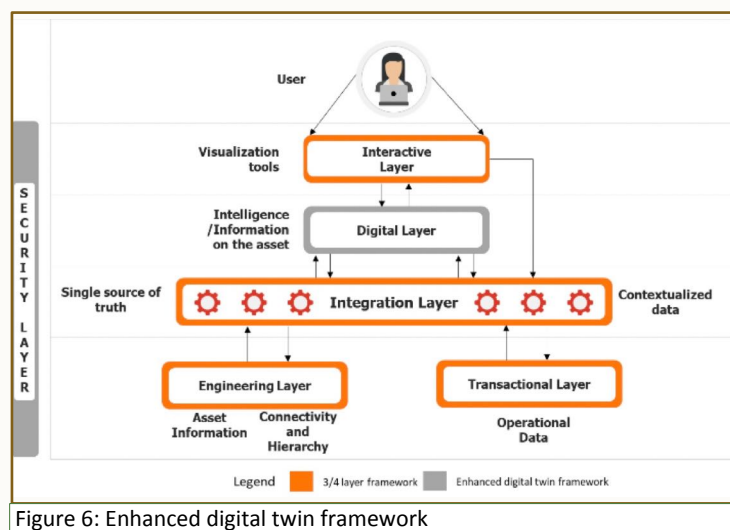 User
Visualization
tools
Interactive
Layer
Intelligence
/Information
on the asset
Digital Layer
SECURITY LAYER
Single source of
truth
Integration Layer
Contextualized
data
Engineering Layer
Transactional Layer
Asset
Information
Connectivity
and
Hierarchy
Operational
Data
Legend
3/4 layer framework
Enhanced digital twin framework
Figure 6: Enhanced digital twin framework